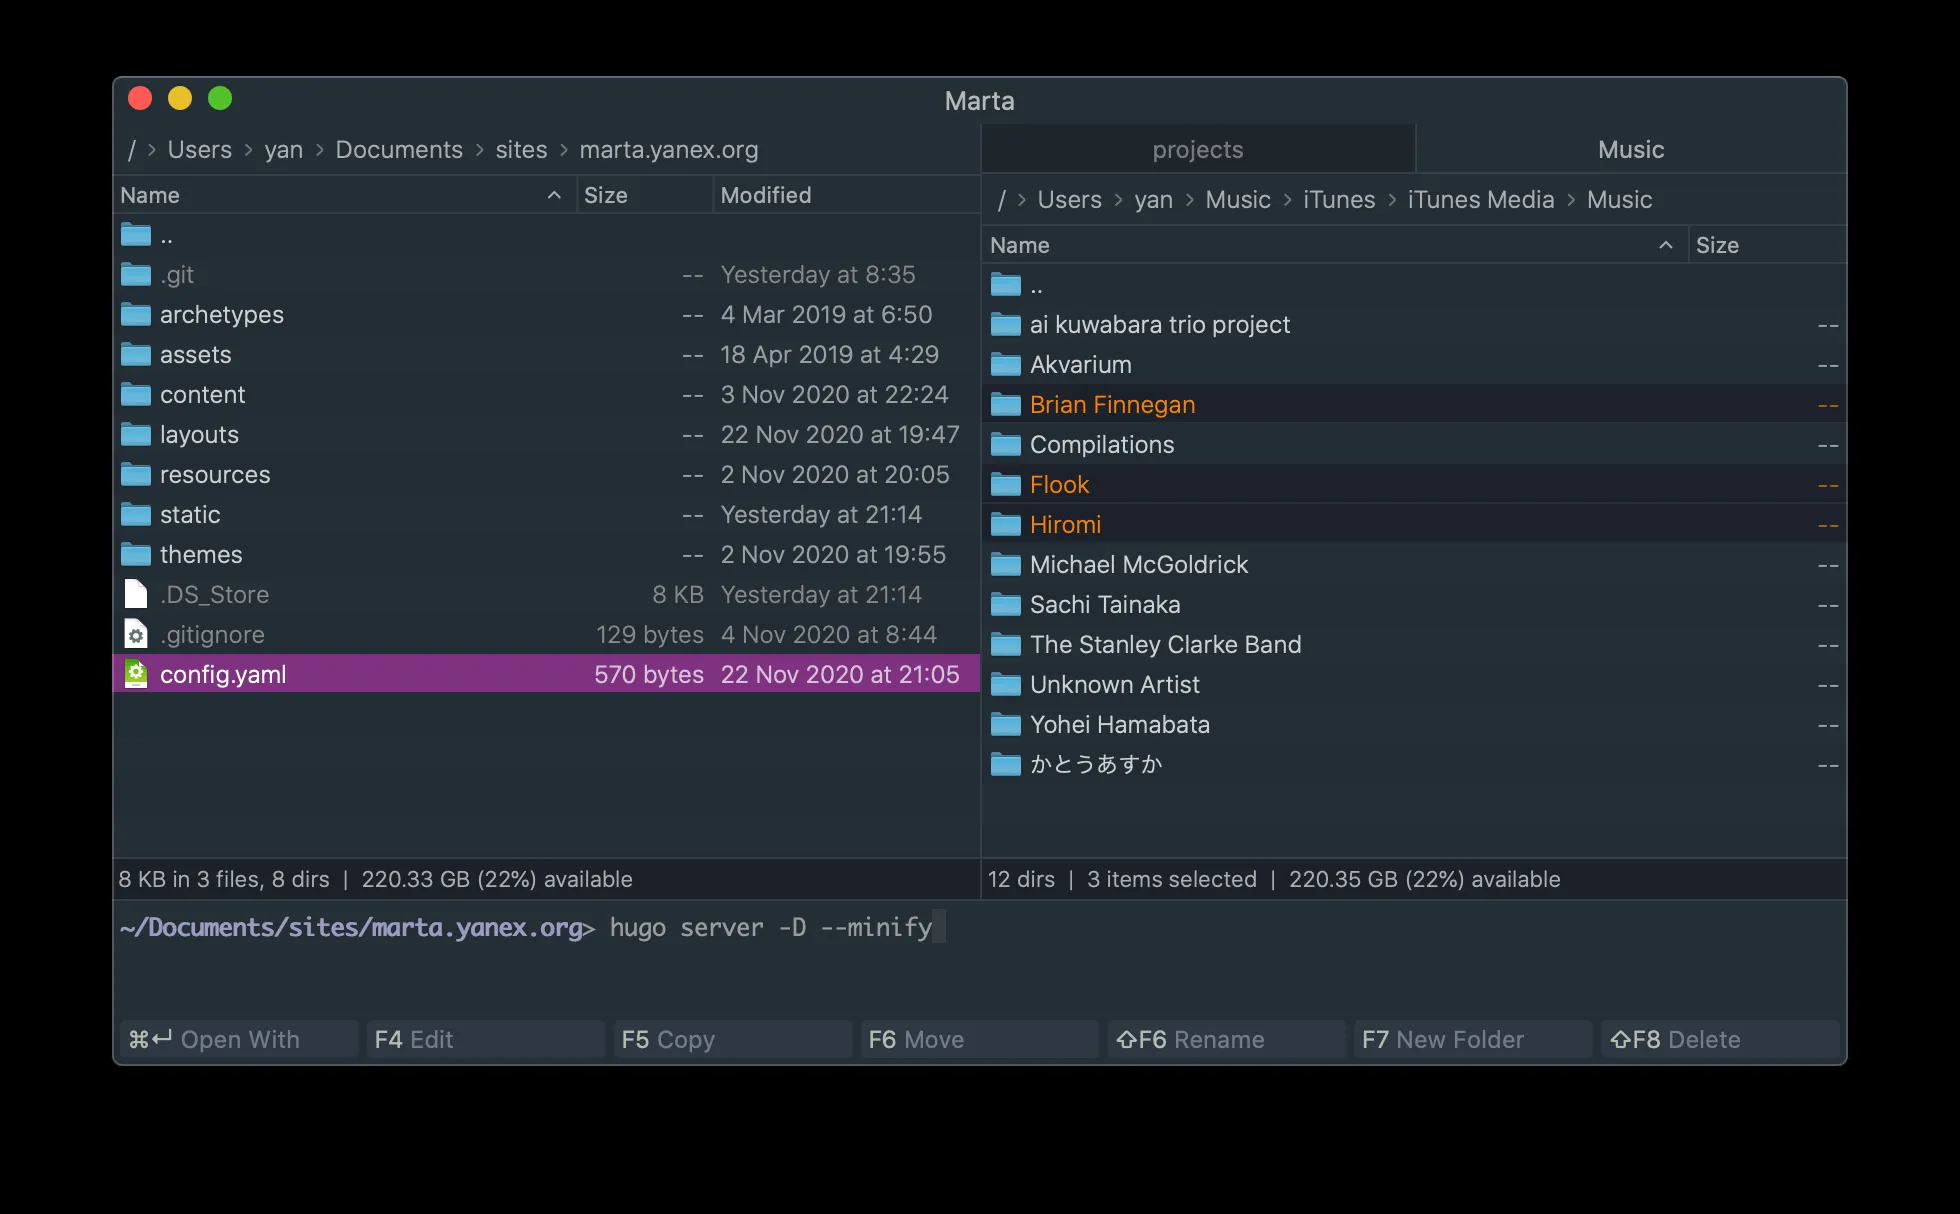 Marta
/ > Users > yan > Documents > sites > marta.yanex.org
Name Size Modified
..
.git -- Yesterday at 8:35
archetypes -- 4 Mar 2019 at 6:50
assets -- 18 Apr 2019 at 4:29
content -- 3 Nov 2020 at 22:24
layouts -- 22 Nov 2020 at 19:47
resources -- 2 Nov 2020 at 20:05
static -- Yesterday at 21:14
themes -- 2 Nov 2020 at 19:55
.DS_Store 8 KB Yesterday at 21:14
.gitignore 129 bytes 4 Nov 2020 at 8:44
config.yaml 570 bytes 22 Nov 2020 at 21:05
8 KB in 3 files, 8 dirs | 220.33 GB (22%) available
projects Music
/ > Users > yan > Music > iTunes > iTunes Media > Music
Name Size
..
ai kuwabara trio project --
Akvarium --
Brian Finnegan --
Compilations --
Flook --
Hiromi --
Michael McGoldrick --
Sachi Tainaka --
The Stanley Clarke Band --
Unknown Artist --
Yohei Hamabata --
かとうあすか --
12 dirs | 3 items selected | 220.35 GB (22%) available
~/Documents/sites/marta.yanex.org> hugo server -D --minify
⌘↩ Open With F4 Edit F5 Copy F6 Move ⇧F6 Rename F7 New Folder ⇧F8 Delete